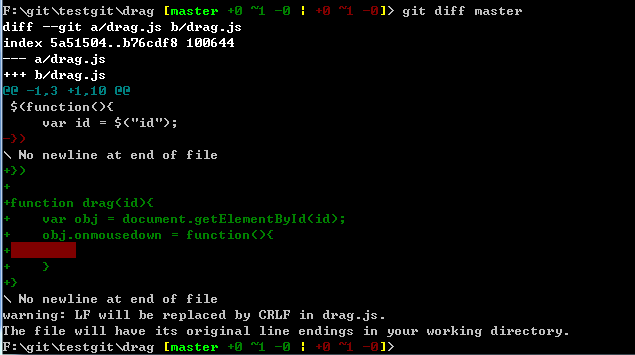 F:\git\testgit\drag [master +0 ~1 -0 | +0 ~1 -0]> git diff master
diff --git a/drag.js b/drag.js
index 5a51504..b76cdf8 100644
--- a/drag.js
+++ b/drag.js
@@ -1,3 +1,10 @@
 $(function(){
     var id = $("id");
-})
\ No newline at end of file
+})
+
+function drag(id){
+    var obj = document.getElementById(id);
+    obj.onmousedown = function(){
+
+    }
+}
\ No newline at end of file
warning: LF will be replaced by CRLF in drag.js.
The file will have its original line endings in your working directory.
F:\git\testgit\drag [master +0 ~1 -0 | +0 ~1 -0]>